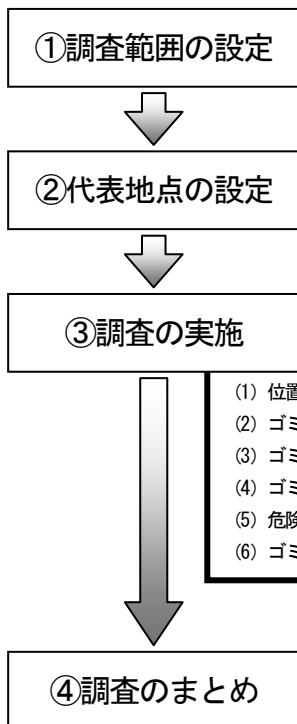 ①調査範囲の設定
②代表地点の設定
③調査の実施
(1) 位置
(2) ゴミ
(3) ゴミ
(4) ゴミ
(5) 危険
(6) ゴミ
④調査のまとめ